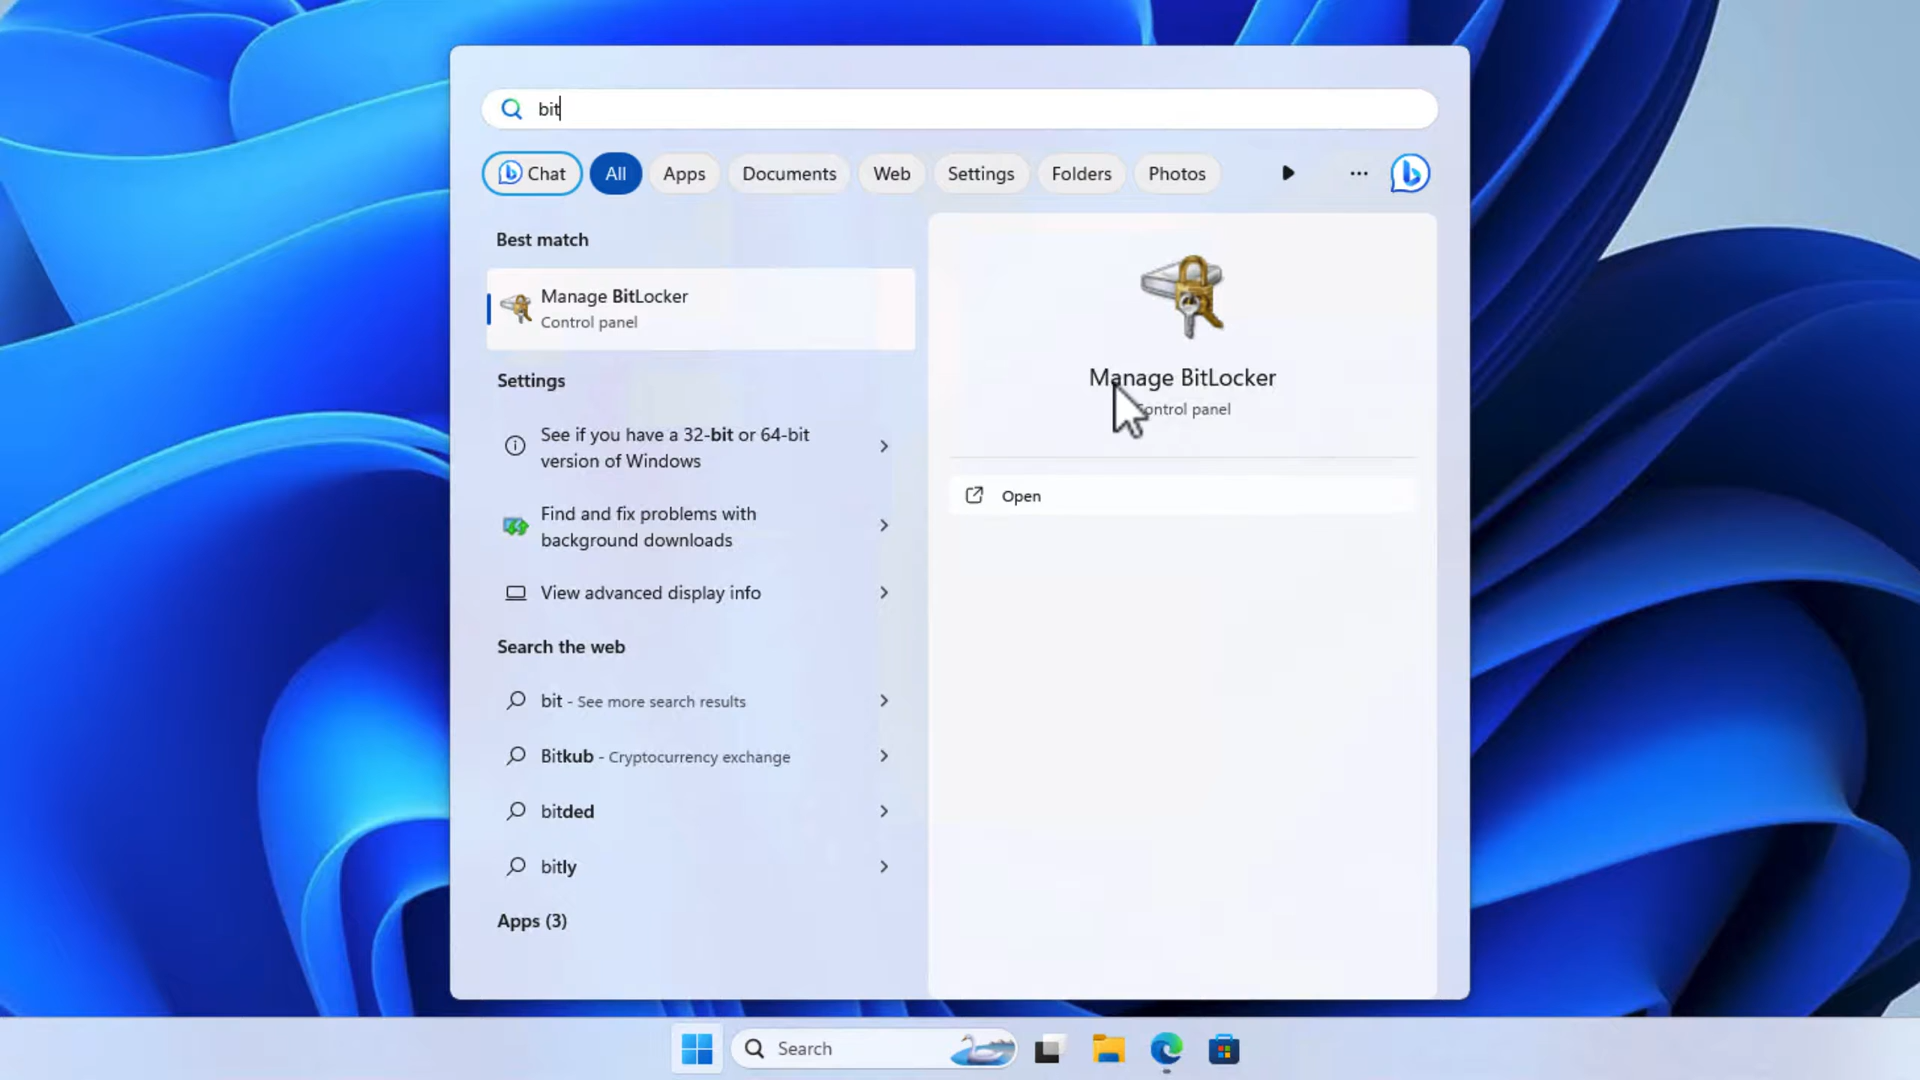 bit
Chat
All
Apps
Documents
Web
Settings
Folders
Photos
Best match
Manage BitLocker
Control panel
Settings
See if you have a 32-bit or 64-bit
version of Windows
Find and fix problems with
background downloads
View advanced display info
Search the web
bit - See more search results
Bitkub - Cryptocurrency exchange
bitded
bitly
Apps (3)
Manage BitLocker
Control panel
Open
Search